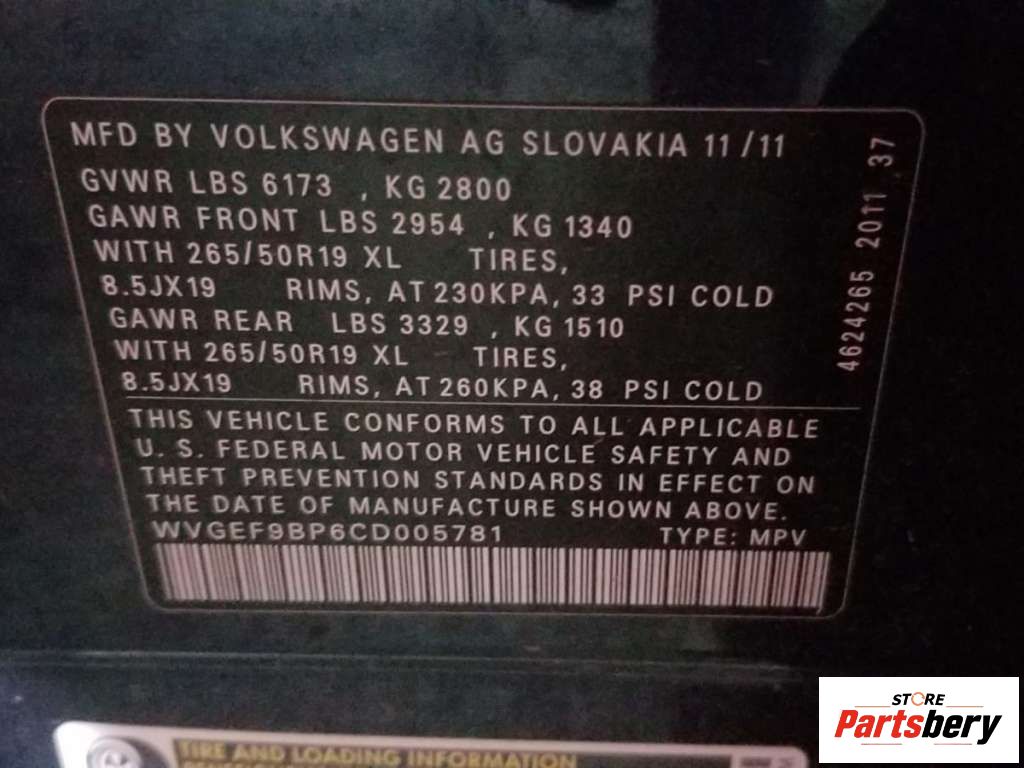 MFD BY VOLKSWAGEN AG SLOVAKIA 11/11
GVWR LBS 6173 , KG 2800
GAWR FRONT LBS 2954 , KG 1340
WITH 265/50R19 XL TIRES,
8.5JX19 RIMS, AT 230KPA, 33 PSI COLD
GAWR REAR LBS 3329 , KG 1510
WITH 265/50R19 XL TIRES,
8.5JX19 RIMS, AT 260KPA, 38 PSI COLD
THIS VEHICLE CONFORMS TO ALL APPLICABLE
U. S. FEDERAL MOTOR VEHICLE SAFETY AND
THEFT PREVENTION STANDARDS IN EFFECT ON
THE DATE OF MANUFACTURE SHOWN ABOVE.
WVGEF9BP6CD005781 TYPE: MPV
4624265 2011 37
TIRE AND LOADING INFORMATION
STORE
Partsbery